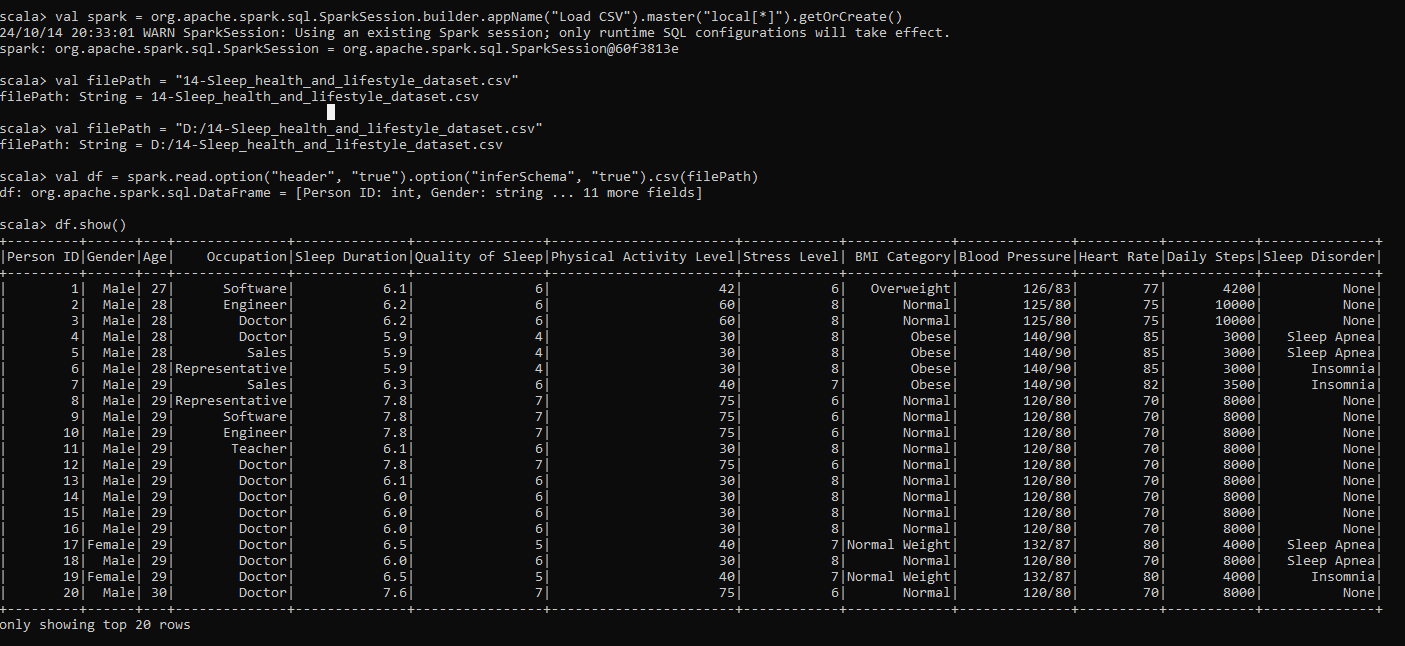 scala> val spark = org.apache.spark.sql.SparkSession.builder.appName("Load CSV").master("local[*]").getOrCreate()
24/10/14 20:33:01 WARN SparkSession: Using an existing Spark session; only runtime SQL configurations will take effect.
spark: org.apache.spark.sql.SparkSession = org.apache.spark.sql.SparkSession@60f3813e
scala> val filePath = "14-Sleep_health_and_lifestyle_dataset.csv"
filePath: String = 14-Sleep_health_and_lifestyle_dataset.csv
scala> val filePath = "D:/14-Sleep_health_and_lifestyle_dataset.csv"
filePath: String = D:/14-Sleep_health_and_lifestyle_dataset.csv
scala> val df = spark.read.option("header", "true").option("inferSchema", "true").csv(filePath)
df: org.apache.spark.sql.DataFrame = [Person ID: int, Gender: string ... 11 more fields]
scala> df.show()
+---------+------+---+--------------+--------------+----------------+-----------------------+------------+-------------+--------------+----------+-----------+--------------+
|Person ID|Gender|Age|    Occupation|Sleep Duration|Quality of Sleep|Physical Activity Level|Stress Level| BMI Category|Blood Pressure|Heart Rate|Daily Steps|Sleep Disorder|
+---------+------+---+--------------+--------------+----------------+-----------------------+------------+-------------+--------------+----------+-----------+--------------+
|        1|  Male| 27|      Software|           6.1|               6|                     42|           6|   Overweight|        126/83|        77|       4200|          None|
|        2|  Male| 28|      Engineer|           6.2|               6|                     60|           8|       Normal|        125/80|        75|      10000|          None|
|        3|  Male| 28|        Doctor|           6.2|               6|                     60|           8|       Normal|        125/80|        75|      10000|          None|
|        4|  Male| 28|        Doctor|           5.9|               4|                     30|           8|        Obese|        140/90|        85|       3000|   Sleep Apnea|
|        5|  Male| 28|         Sales|           5.9|               4|                     30|           8|        Obese|        140/90|        85|       3000|   Sleep Apnea|
|        6|  Male| 28|Representative|           5.9|               4|                     30|           8|        Obese|        140/90|        85|       3000|      Insomnia|
|        7|  Male| 29|         Sales|           6.3|               6|                     40|           7|        Obese|        140/90|        82|       3500|      Insomnia|
|        8|  Male| 29|Representative|           7.8|               7|                     75|           6|       Normal|        120/80|        70|       8000|          None|
|        9|  Male| 29|      Software|           7.8|               7|                     75|           6|       Normal|        120/80|        70|       8000|          None|
|       10|  Male| 29|      Engineer|           7.8|               7|                     75|           6|       Normal|        120/80|        70|       8000|          None|
|       11|  Male| 29|       Teacher|           6.1|               6|                     30|           8|       Normal|        120/80|        70|       8000|          None|
|       12|  Male| 29|        Doctor|           7.8|               7|                     75|           6|       Normal|        120/80|        70|       8000|          None|
|       13|  Male| 29|        Doctor|           6.1|               6|                     30|           8|       Normal|        120/80|        70|       8000|          None|
|       14|  Male| 29|        Doctor|           6.0|               6|                     30|           8|       Normal|        120/80|        70|       8000|          None|
|       15|  Male| 29|        Doctor|           6.0|               6|                     30|           8|       Normal|        120/80|        70|       8000|          None|
|       16|  Male| 29|        Doctor|           6.0|               6|                     30|           8|       Normal|        120/80|        70|       8000|          None|
|       17|Female| 29|        Doctor|           6.5|               5|                     40|           7|Normal Weight|        132/87|        80|       4000|   Sleep Apnea|
|       18|  Male| 29|        Doctor|           6.0|               6|                     30|           8|       Normal|        120/80|        70|       8000|   Sleep Apnea|
|       19|Female| 29|        Doctor|           6.5|               5|                     40|           7|Normal Weight|        132/87|        80|       4000|      Insomnia|
|       20|  Male| 30|        Doctor|           7.6|               7|                     75|           6|       Normal|        120/80|        70|       8000|          None|
+---------+------+---+--------------+--------------+----------------+-----------------------+------------+-------------+--------------+----------+-----------+--------------+
only showing top 20 rows